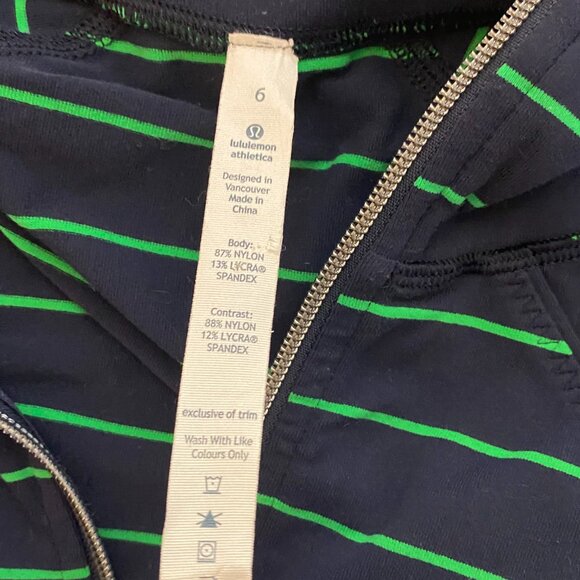 6
lululemon
athletica
Designed in
Vancouver
Made in
China
Body:
87% NYLON
13% LYCRA®
SPANDEX
Contrast:
88% NYLON
12% LYCRA®
SPANDEX
exclusive of trim
Wash With Like
Colours Only